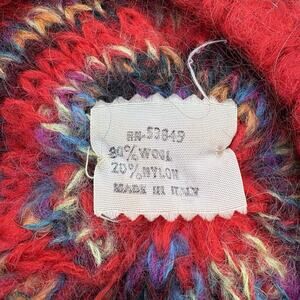 RN-53849
80% WOOL
20% NYLON
MADE IN ITALY